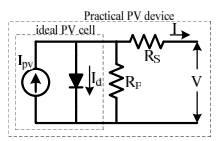 Practical PV device
ideal PV cell
I
R_S
I_pv
I_d
R_P
V